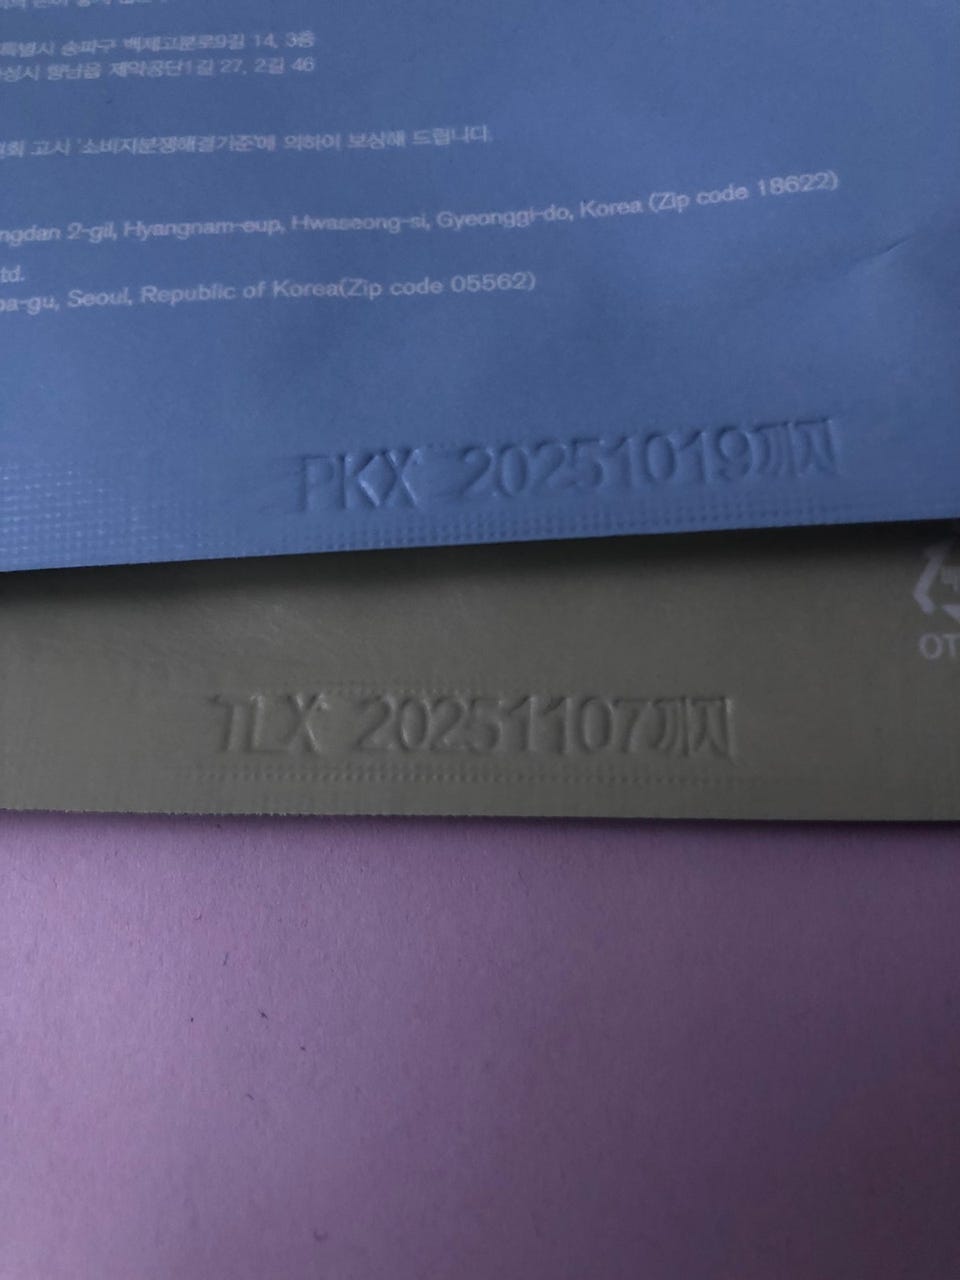 특별시 송파구 백제고분로9길 14, 3층
성시 향남읍 제약공단1길 27, 2길 46
고시 '소비지분쟁해결기준'에 의하여 보상해 드립니다.
ngdan 2-gil, Hyangnam-eup, Hwaseong-si, Gyeonggi-do, Korea (Zip code 18622)
td.
pa-gu, Seoul, Republic of Korea(Zip code 05562)
PKX 20251019까지
OT
TLX 20251107까지